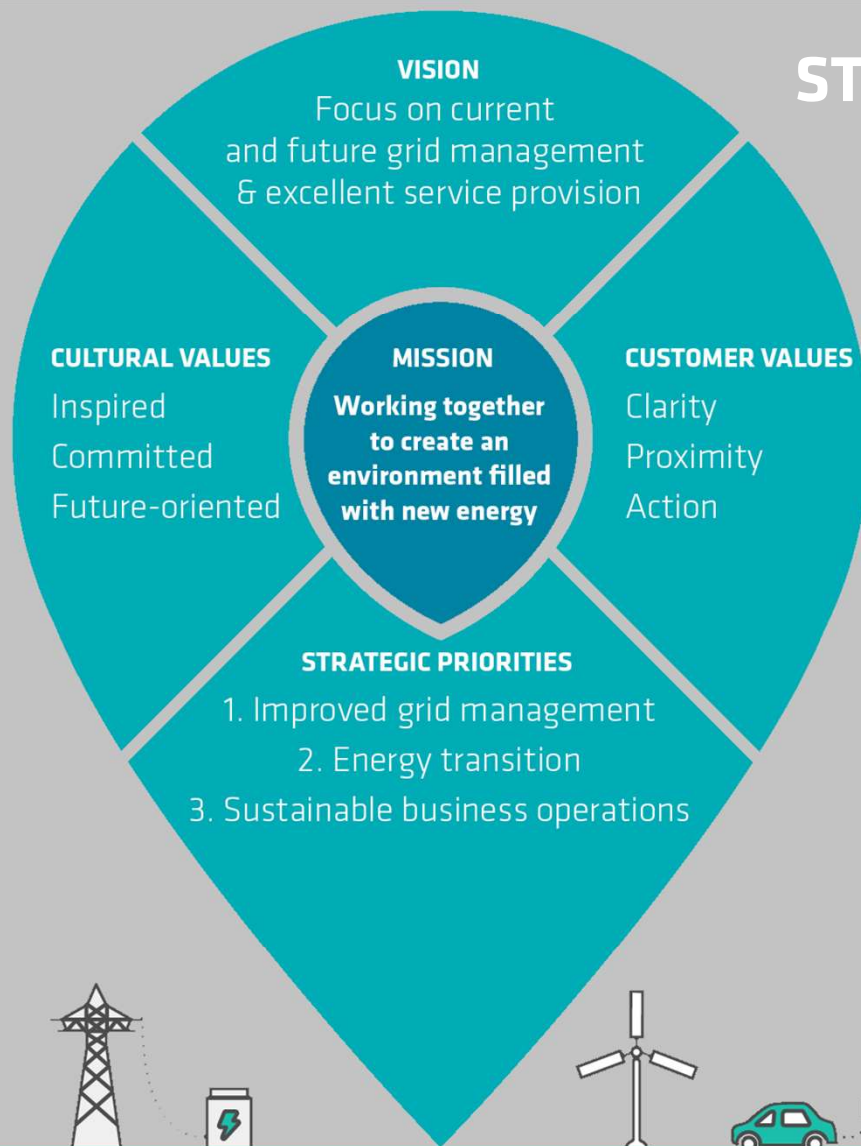 ST
VISION
Focus on current
and future grid management
& excellent service provision
CULTURAL VALUES
Inspired
Committed
Future-oriented
MISSION
Working together
to create an
environment filled
with new energy
CUSTOMER VALUES
Clarity
Proximity
Action
STRATEGIC PRIORITIES
1. Improved grid management
2. Energy transition
3. Sustainable business operations